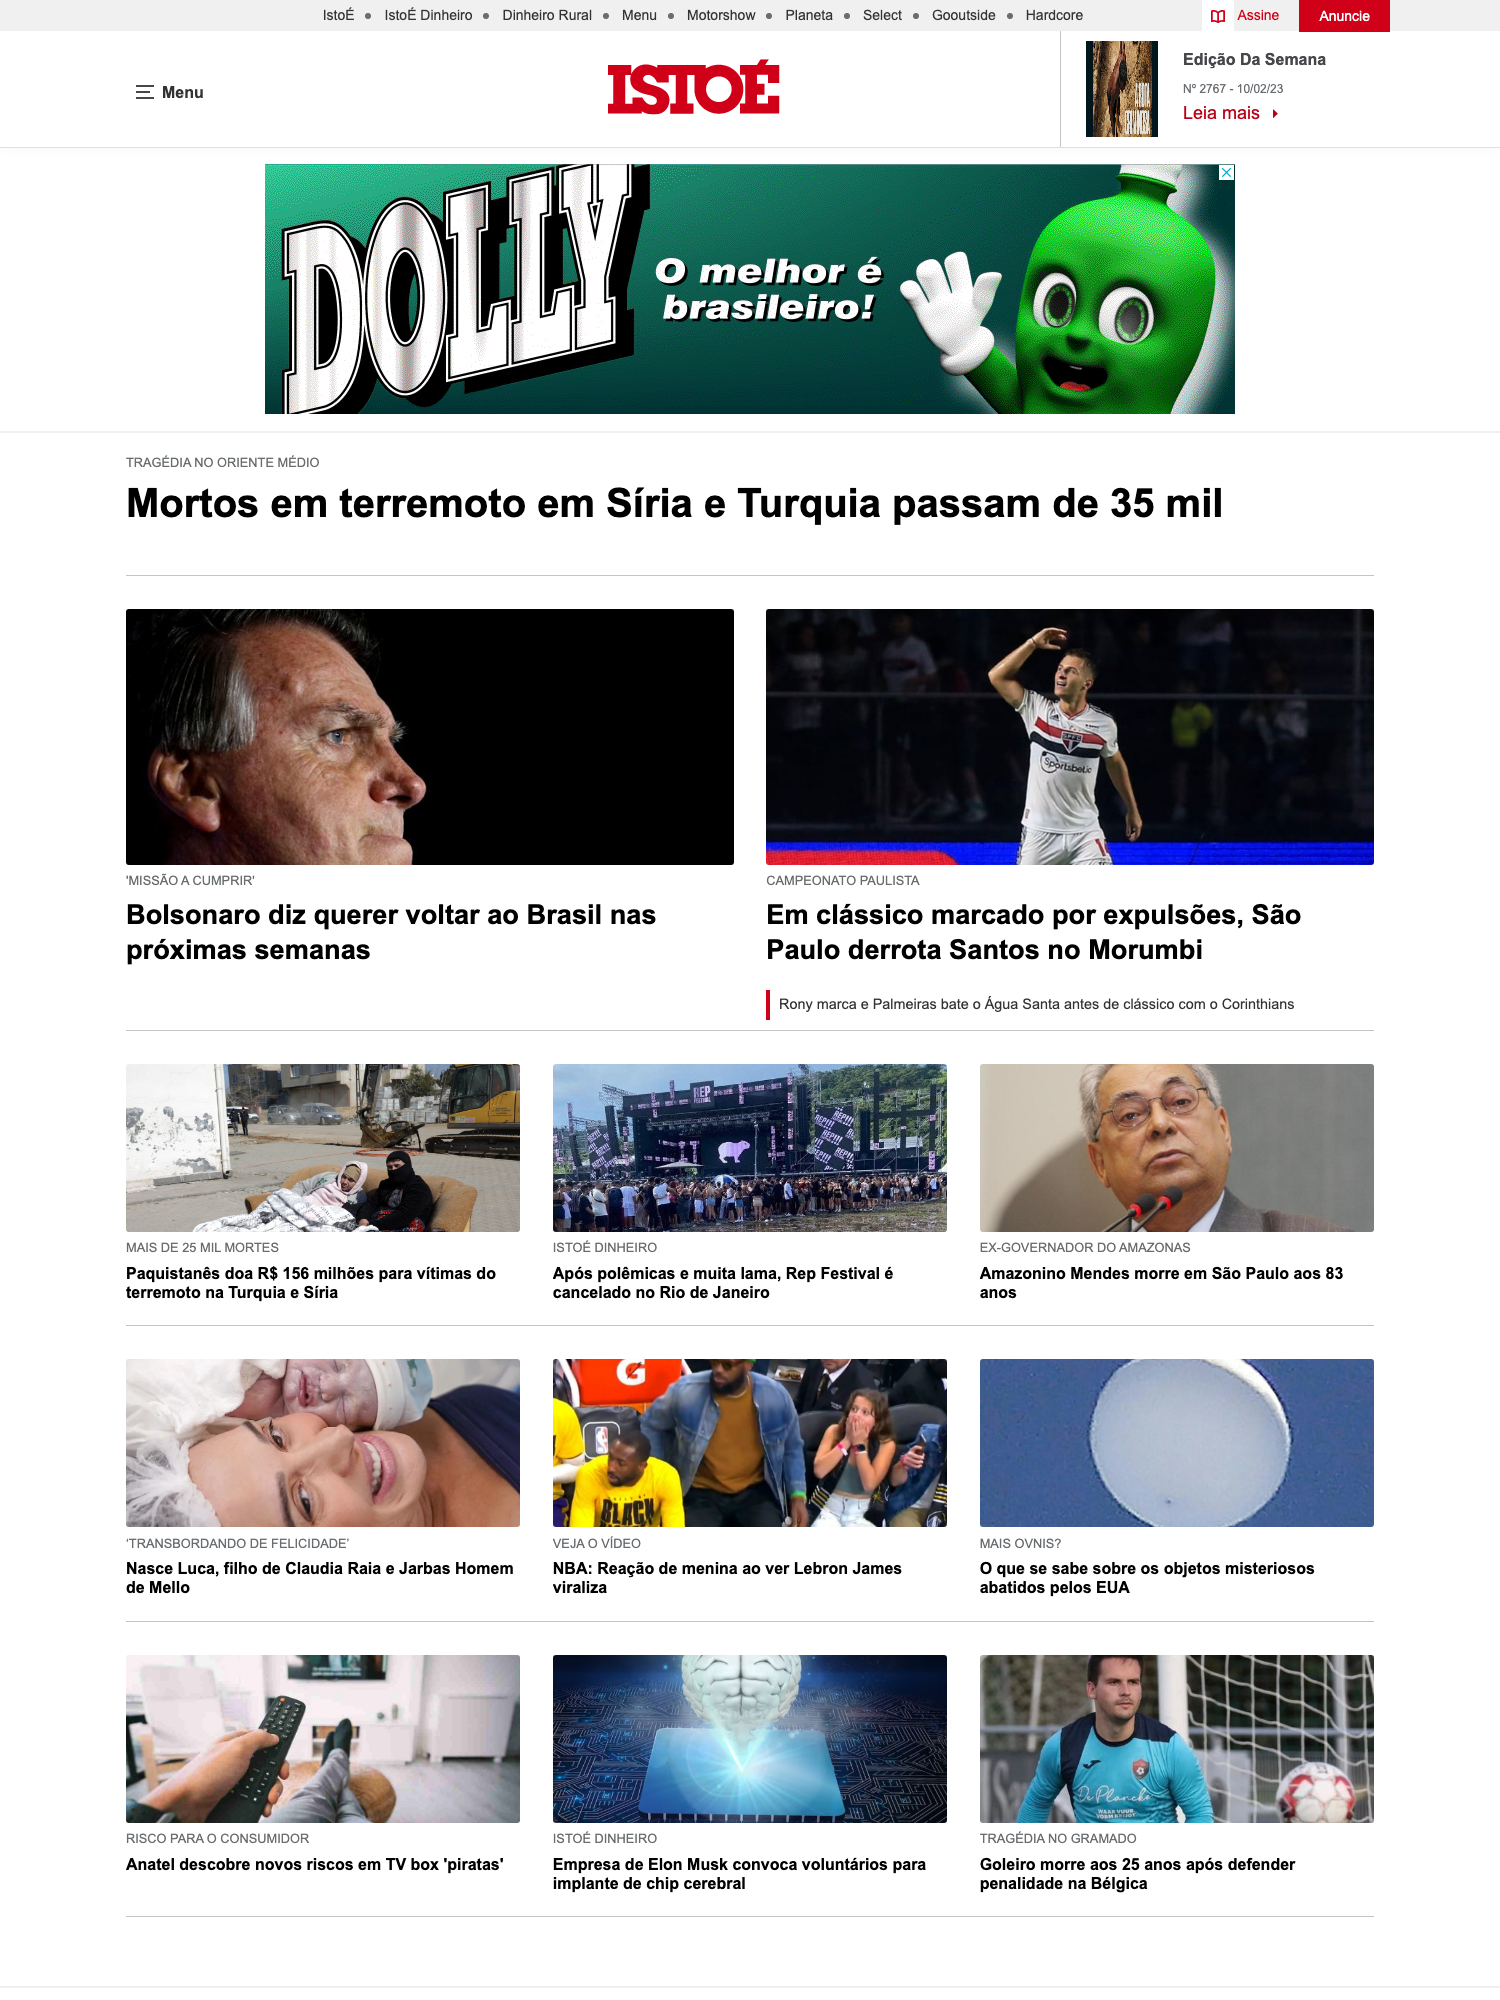 IstoÉ • IstoÉ Dinheiro • Dinheiro Rural • Menu • Motorshow • Planeta • Select • Gooutside • Hardcore
Assine
Anuncie
Menu
ISTOÉ
Edição Da Semana
Nº 2767 - 10/02/23
Leia mais
DOLLY
O melhor é
brasileiro!
TRAGÉDIA NO ORIENTE MÉDIO
Mortos em terremoto em Síria e Turquia passam de 35 mil
SPFC
Sportsbet.io
'MISSÃO A CUMPRIR'
Bolsonaro diz querer voltar ao Brasil nas
próximas semanas
CAMPEONATO PAULISTA
Em clássico marcado por expulsões, São
Paulo derrota Santos no Morumbi
Rony marca e Palmeiras bate o Água Santa antes de clássico com o Corinthians
REP
FESTIVAL
MAIS DE 25 MIL MORTES
Paquistanês doa R$ 156 milhões para vítimas do
terremoto na Turquia e Síria
ISTOÉ DINHEIRO
Após polêmicas e muita lama, Rep Festival é
cancelado no Rio de Janeiro
EX-GOVERNADOR DO AMAZONAS
Amazonino Mendes morre em São Paulo aos 83
anos
G
BLACK
'TRANSBORDANDO DE FELICIDADE'
Nasce Luca, filho de Claudia Raia e Jarbas Homem
de Mello
VEJA O VÍDEO
NBA: Reação de menina ao ver Lebron James
viraliza
MAIS OVNIS?
O que se sabe sobre os objetos misteriosos
abatidos pelos EUA
De Plancke
RISCO PARA O CONSUMIDOR
Anatel descobre novos riscos em TV box 'piratas'
ISTOÉ DINHEIRO
Empresa de Elon Musk convoca voluntários para
implante de chip cerebral
TRAGÉDIA NO GRAMADO
Goleiro morre aos 25 anos após defender
penalidade na Bélgica